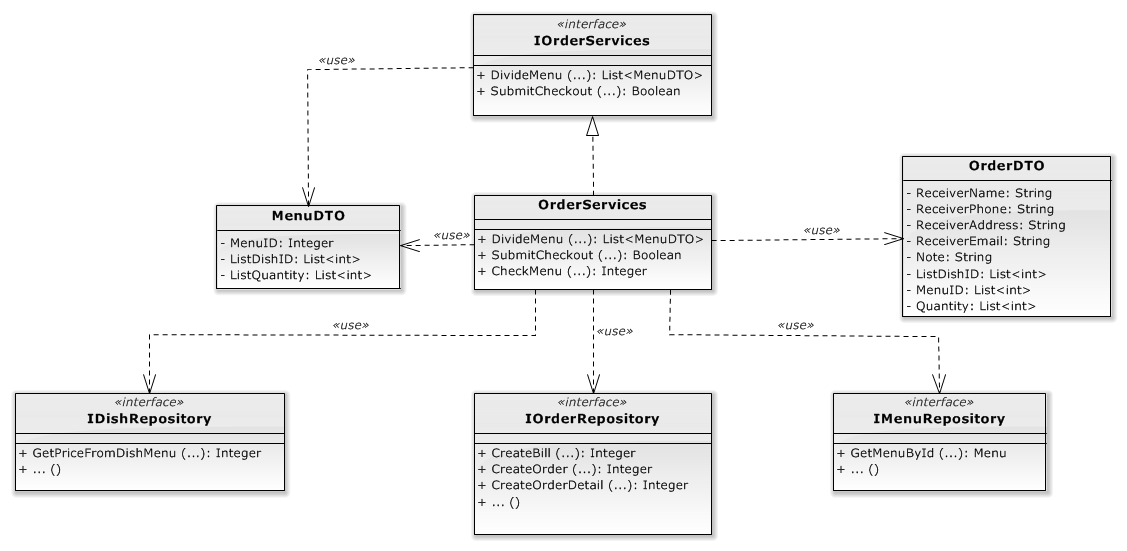 «interface»
IOrderServices
+ DivideMenu (...): List<MenuDTO>
+ SubmitCheckout (...): Boolean
«use»
OrderDTO
- ReceiverName: String
- ReceiverPhone: String
- ReceiverAddress: String
- ReceiverEmail: String
- Note: String
- ListDishID: List<int>
- MenuID: List<int>
- Quantity: List<int>
OrderServices
+ DivideMenu (...): List<MenuDTO>
+ SubmitCheckout (...): Boolean
+ CheckMenu (...): Integer
MenuDTO
- MenuID: Integer
- ListDishID: List<int>
- ListQuantity: List<int>
«use»
«use»
«use»
«use»
«use»
«interface»
IDishRepository
+ GetPriceFromDishMenu (...): Integer
+ ... ()
«interface»
IOrderRepository
+ CreateBill (...): Integer
+ CreateOrder (...): Integer
+ CreateOrderDetail (...): Integer
+ ... ()
«interface»
IMenuRepository
+ GetMenuById (...): Menu
+ ... ()